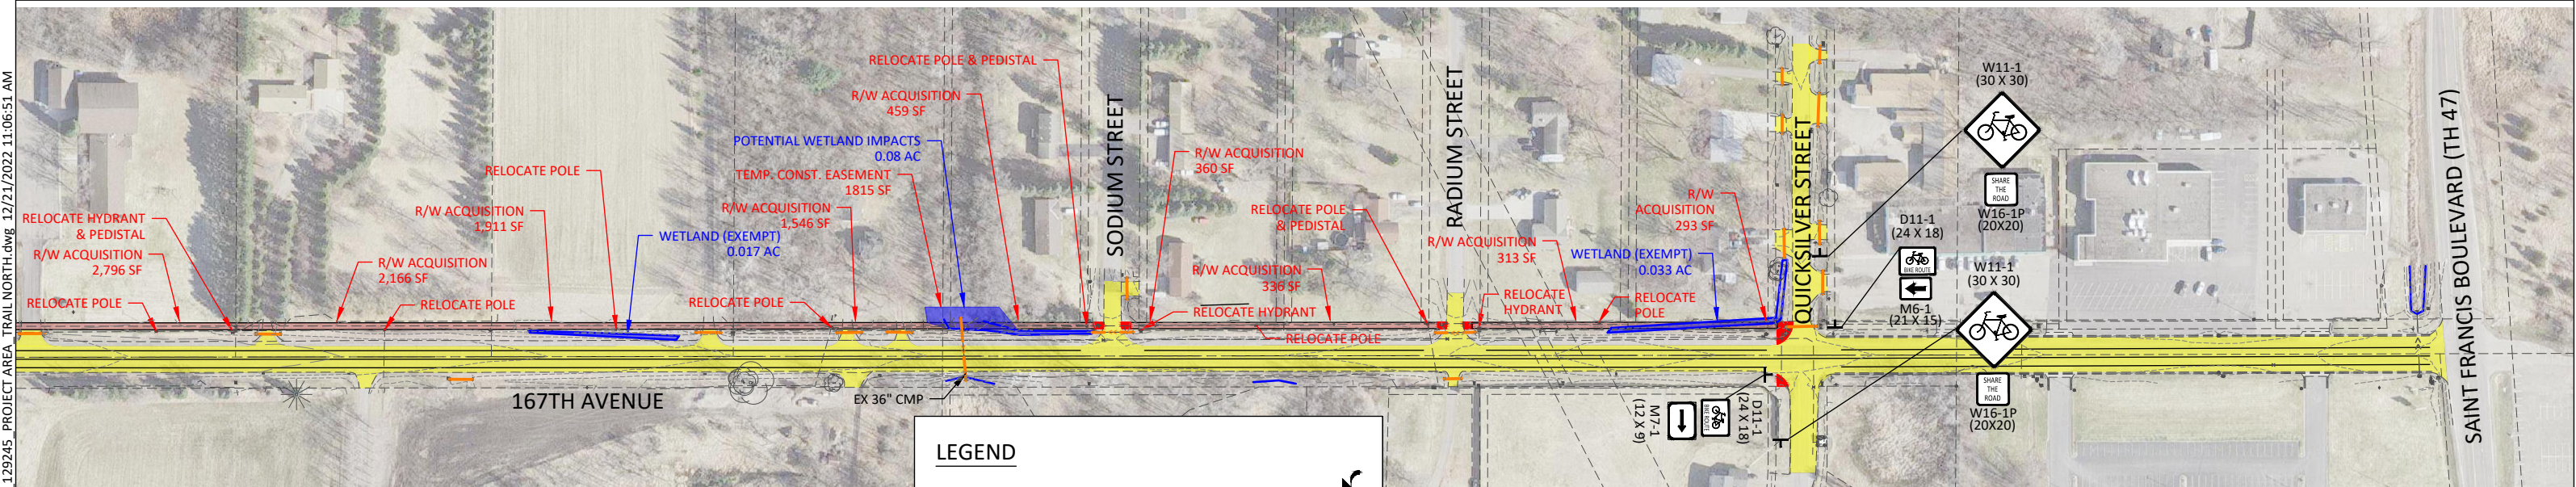 129245_PROJECT AREA_TRAIL NORTH.dwg 12/21/2022 11:06:51 AM
RELOCATE HYDRANT
& PEDISTAL
R/W ACQUISITION
2,796 SF
RELOCATE POLE
R/W ACQUISITION
2,166 SF
RELOCATE POLE
R/W ACQUISITION
1,911 SF
RELOCATE POLE
WETLAND (EXEMPT)
0.017 AC
167TH AVENUE
RELOCATE POLE
R/W ACQUISITION
1,546 SF
TEMP. CONST. EASEMENT
1815 SF
POTENTIAL WETLAND IMPACTS
0.08 AC
R/W ACQUISITION
459 SF
RELOCATE POLE & PEDISTAL
EX 36" CMP
SODIUM STREET
R/W ACQUISITION
360 SF
RELOCATE HYDRANT
R/W ACQUISITION
336 SF
RELOCATE POLE
RELOCATE POLE
& PEDISTAL
RADIUM STREET
R/W ACQUISITION
313 SF
RELOCATE
HYDRANT
RELOCATE
POLE
WETLAND (EXEMPT)
0.033 AC
R/W
ACQUISITION
293 SF
QUICKSILVER STREET
W11-1
(30 X 30)
SHARE
THE
ROAD
W16-1P
(20X20)
D11-1
(24 X 18)
BIKE ROUTE
M6-1
(21 X 15)
W11-1
(30 X 30)
SHARE
THE
ROAD
W16-1P
(20X20)
D11-1
(24 X 18)
BIKE ROUTE
M7-1
(12 X 9)
SAINT FRANCIS BOULEVARD (TH 47)
LEGEND